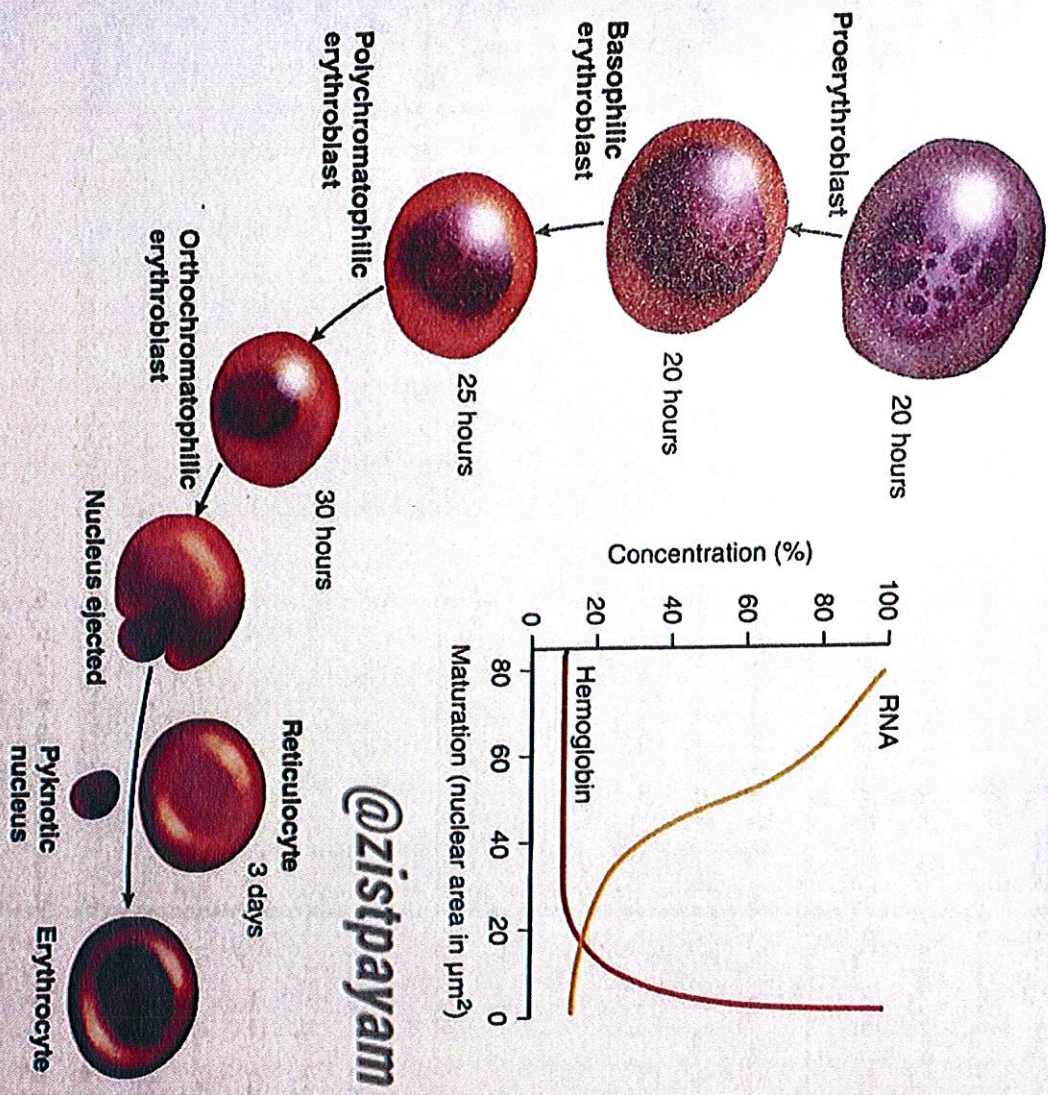 Proerythroblast
20 hours
Basophilic
erythroblast
20 hours
Polychromatophilic
erythroblast
25 hours
Orthochromatophilic
erythroblast
30 hours
Nucleus ejected
Reticulocyte
3 days
Pyknotic
nucleus
Erythrocyte
Concentration (%)
100
80
60
40
20
0
RNA
Hemoglobin
80 60 40 20 0
Maturation (nuclear area in µm²)
@zistpayam